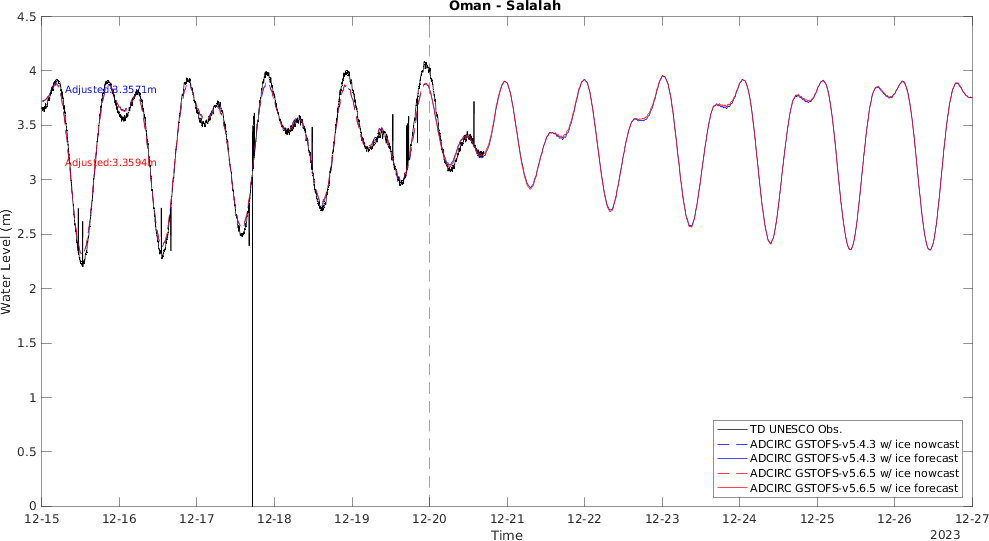 Oman - Salalah
4.5
4
3.5
3
2.5
2
1.5
1
0.5
0
Water Level (m)
Adjusted:3.3571m
Adjusted:3.3594m
TD UNESCO Obs.
ADCIRC GSTOFS-v5.4.3 w/ ice nowcast
ADCIRC GSTOFS-v5.4.3 w/ ice forecast
ADCIRC GSTOFS-v5.6.5 w/ ice nowcast
ADCIRC GSTOFS-v5.6.5 w/ ice forecast
12-15 12-16 12-17 12-18 12-19 12-20 12-21 12-22 12-23 12-24 12-25 12-26 12-27
Time
2023